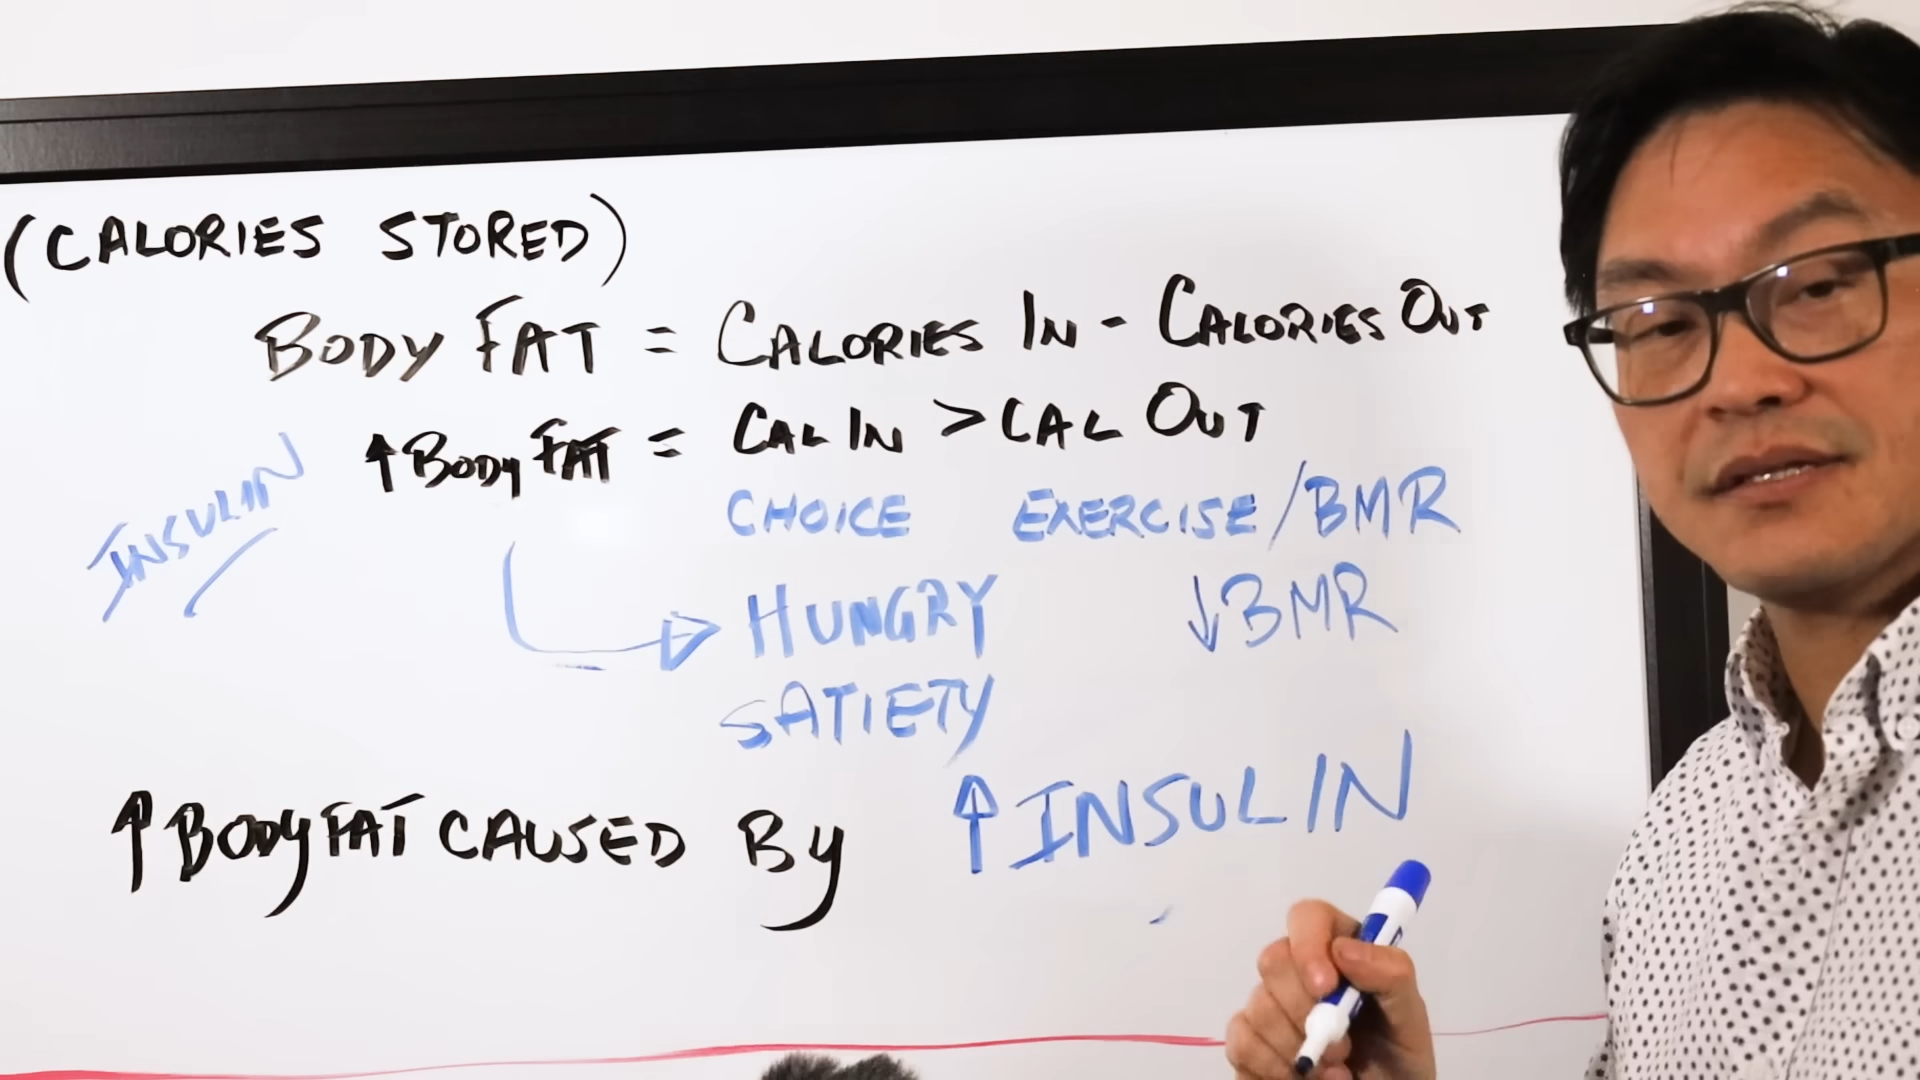 (CALORIES STORED)
BODY FAT = CALORIES IN - CALORIES OUT
↑ BODY FAT = CAL IN > CAL OUT
INSULIN
CHOICE EXERCISE/BMR
HUNGRY ↓BMR
SATIETY
↑ BODY FAT CAUSED BY ↑ INSULIN